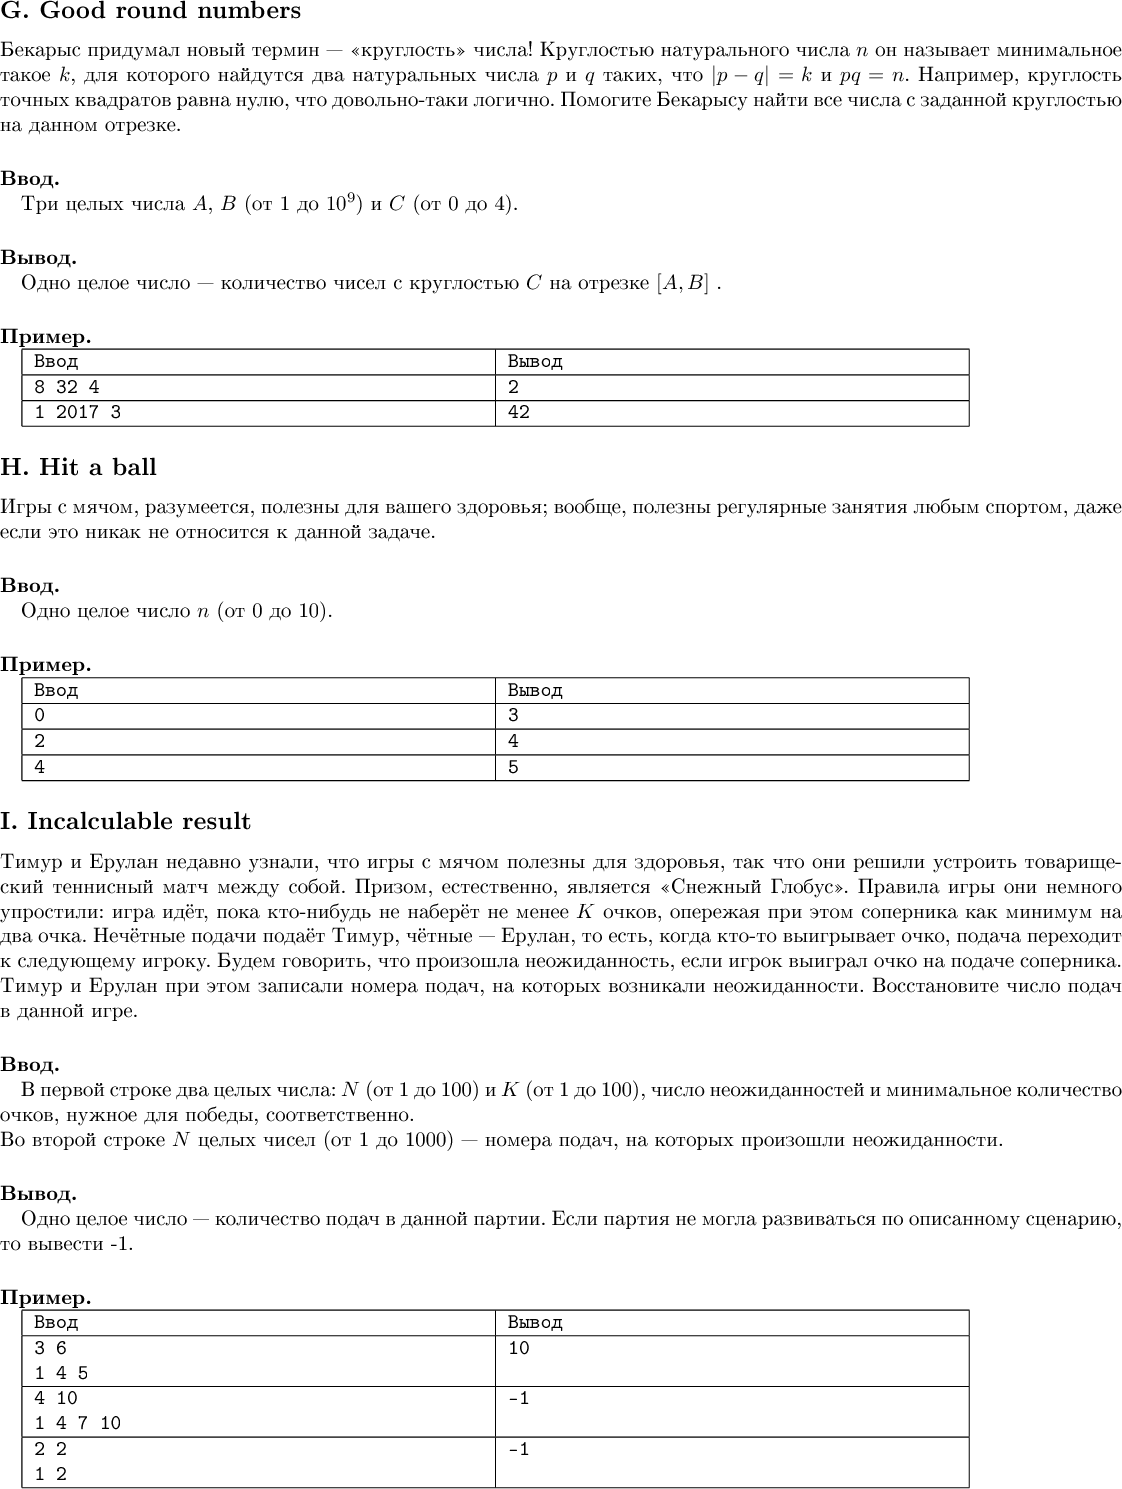 G. Good round numbers
Бекарыс придумал новый термин — «круглость» числа! Круглостью натурального числа n он называет минимальное
такое k, для которого найдутся два натуральных числа p и q таких, что |p − q| = k и pq = n. Например, круглость
точных квадратов равна нулю, что довольно-таки логично. Помогите Бекарысу найти все числа с заданной круглостью
на данном отрезке.
Ввод.
Три целых числа A, B (от 1 до 10^9) и C (от 0 до 4).
Вывод.
Одно целое число — количество чисел с круглостью C на отрезке [A, B] .
Пример.
Ввод Вывод
8 32 4 2
1 2017 3 42
H. Hit a ball
Игры с мячом, разумеется, полезны для вашего здоровья; вообще, полезны регулярные занятия любым спортом, даже
если это никак не относится к данной задаче.
Ввод.
Одно целое число n (от 0 до 10).
Пример.
Ввод Вывод
0 3
2 4
4 5
I. Incalculable result
Тимур и Ерулан недавно узнали, что игры с мячом полезны для здоровья, так что они решили устроить товарище-
ский теннисный матч между собой. Призом, естественно, является «Снежный Глобус». Правила игры они немного
упростили: игра идёт, пока кто-нибудь не наберёт не менее K очков, опережая при этом соперника как минимум на
два очка. Нечётные подачи подаёт Тимур, чётные — Ерулан, то есть, когда кто-то выигрывает очко, подача переходит
к следующему игроку. Будем говорить, что произошла неожиданность, если игрок выиграл очко на подаче соперника.
Тимур и Ерулан при этом записали номера подач, на которых возникали неожиданности. Восстановите число подач
в данной игре.
Ввод.
В первой строке два целых числа: N (от 1 до 100) и K (от 1 до 100), число неожиданностей и минимальное количество
очков, нужное для победы, соответственно.
Во второй строке N целых чисел (от 1 до 1000) — номера подач, на которых произошли неожиданности.
Вывод.
Одно целое число — количество подач в данной партии. Если партия не могла развиваться по описанному сценарию,
то вывести -1.
Пример.
Ввод Вывод
3 6 10
1 4 5
4 10 -1
1 4 7 10
2 2 -1
1 2